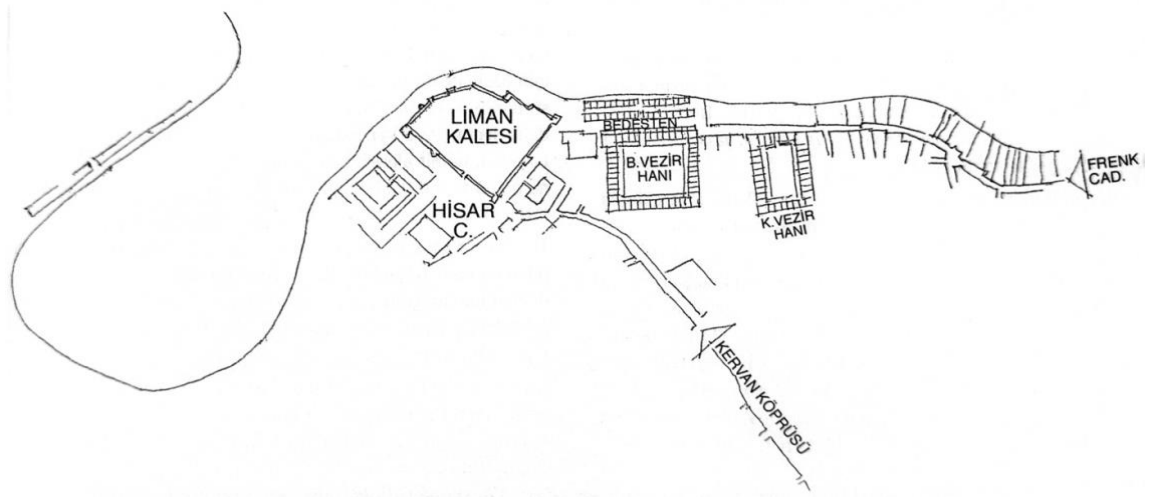 LİMAN
KALESİ
BEDESTEN
B.VEZİR
HANI
FRENK
CAD.
HİSAR
C.
K.VEZİR
HANI
KERVAN KÖPRÜSÜ